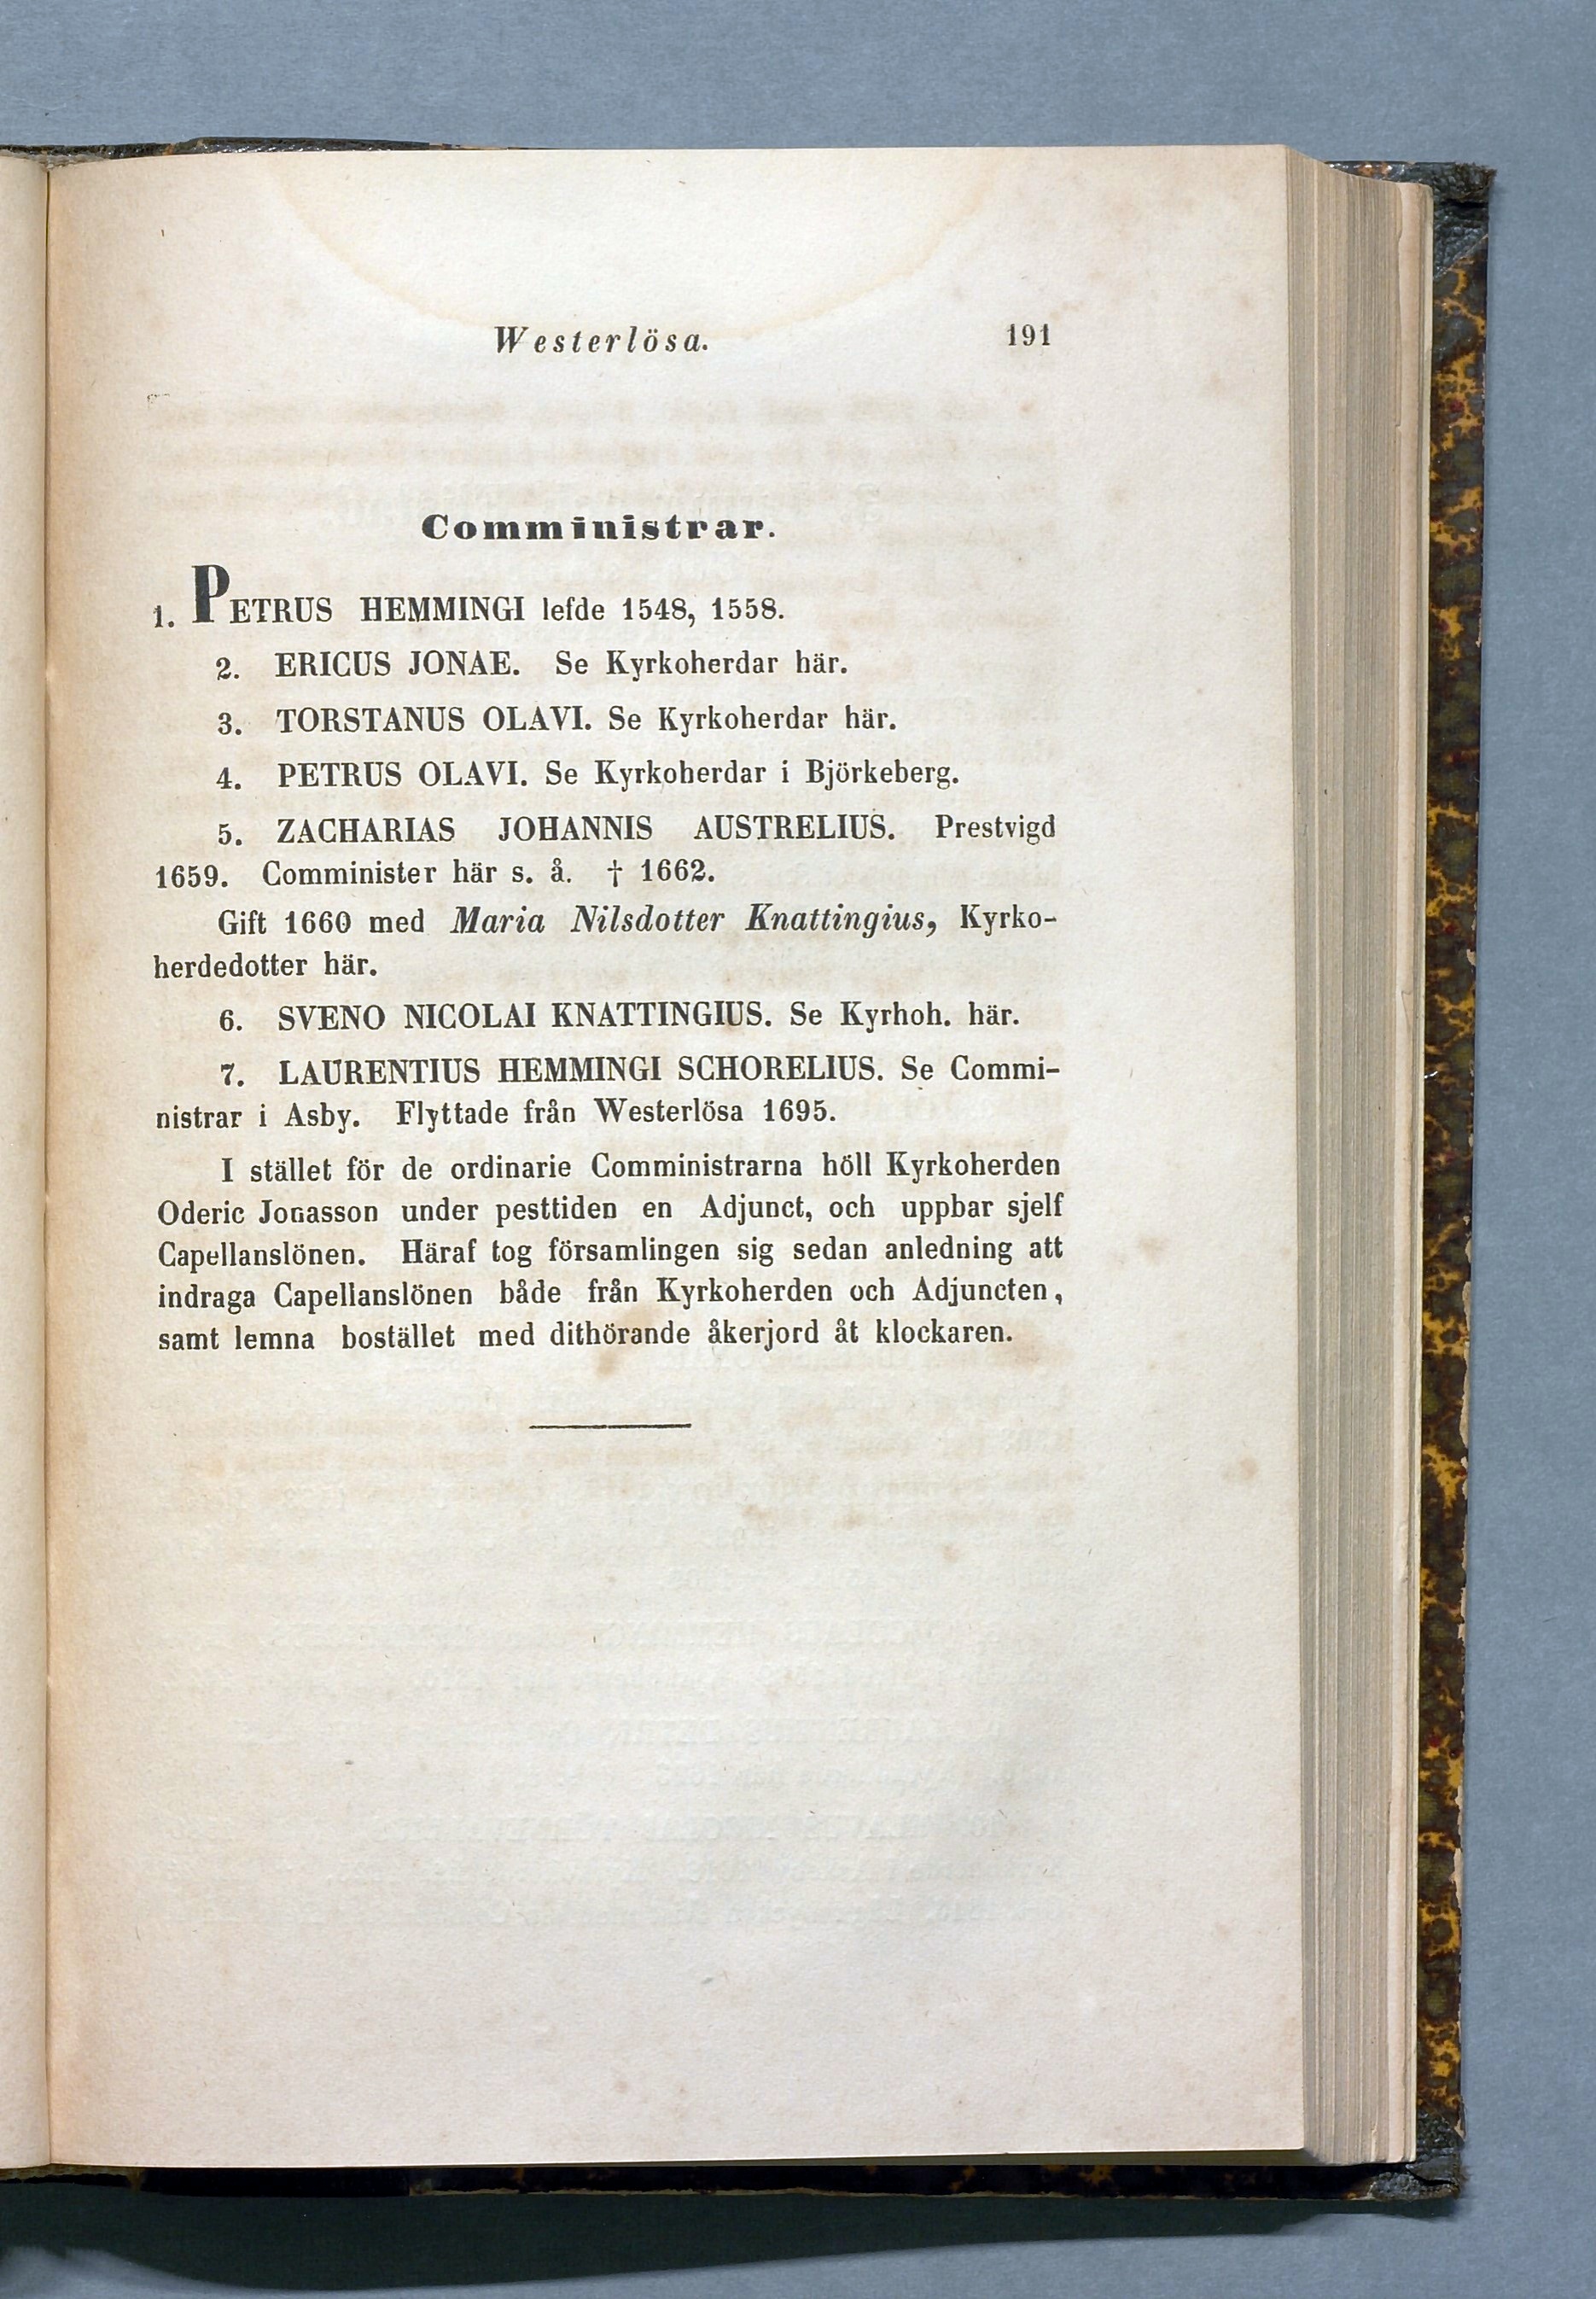 Westerlösa. 191
Comministrar.
1. PETRUS HEMMINGI lefde 1548, 1558.
2. ERICUS JONAE. Se Kyrkoherdar här.
3. TORSTANUS OLAVI. Se Kyrkoherdar här.
4. PETRUS OLAVI. Se Kyrkoherdar i Björkeberg.
5. ZACHARIAS JOHANNIS AUSTRELIUS. Prestvigd
1659. Comminister här s. å. † 1662.
Gift 1660 med Maria Nilsdotter Knattingius, Kyrko-
herdedotter här.
6. SVENO NICOLAI KNATTINGIUS. Se Kyrhoh. här.
7. LAURENTIUS HEMMINGI SCHORELIUS. Se Commi-
nistrar i Asby. Flyttade från Westerlösa 1695.
I stället för de ordinarie Comministrarna höll Kyrkoherden
Oderic Jonasson under pesttiden en Adjunct, och uppbar sjelf
Capellanslönen. Häraf tog församlingen sig sedan anledning att
indraga Capellanslönen både från Kyrkoherden och Adjuncten,
samt lemna bostället med dithörande åkerjord åt klockaren.